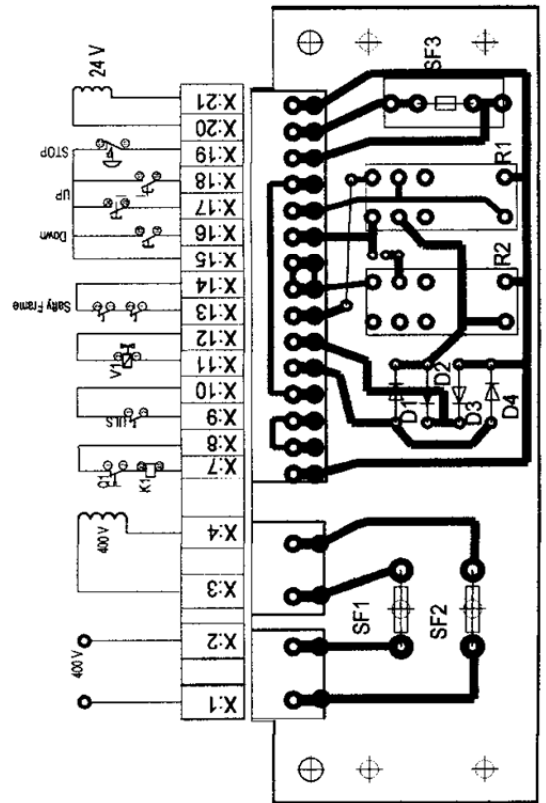 24 V
STOP
UP
Down
Safty Frame
V1
ULS
Q1
K1
400 V
400 V
X:21
X:20
X:19
X:18
X:17
X:16
X:15
X:14
X:13
X:12
X:11
X:10
X:9
X:8
X:7
X:4
X:3
X:2
X:1
SF3
R1
R2
D1
D2
D3
D4
SF1
SF2